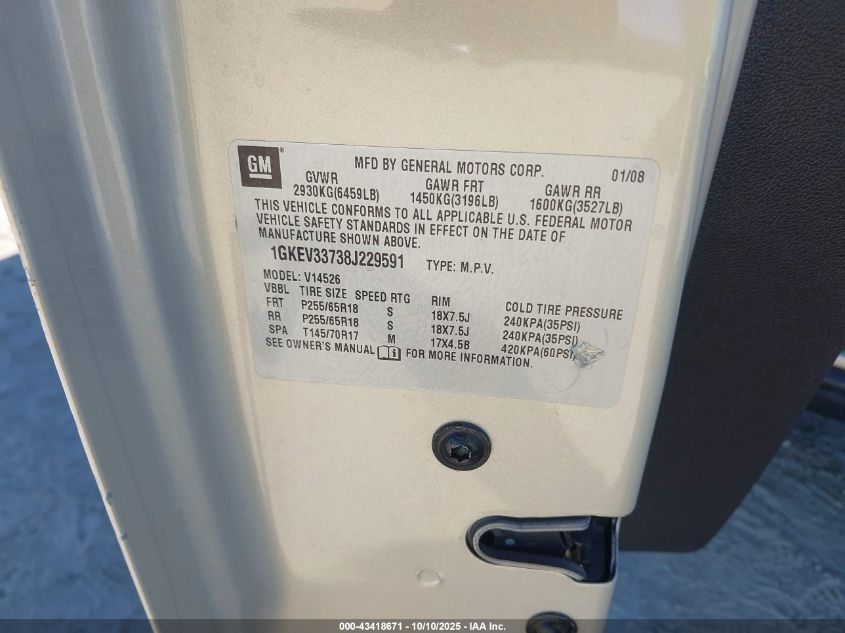 GM ® MFD BY GENERAL MOTORS CORP. 01/08
GVWR GAWR FRT GAWR RR
2930KG(6459LB) 1450KG(3196LB) 1600KG(3527LB)
THIS VEHICLE CONFORMS TO ALL APPLICABLE U.S. FEDERAL MOTOR
VEHICLE SAFETY STANDARDS IN EFFECT ON THE DATE OF
MANUFACTURE SHOWN ABOVE.
1GKEV33738J229591 TYPE: M.P.V.
MODEL: V14526
VBBL TIRE SIZE SPEED RTG RIM COLD TIRE PRESSURE
FRT P255/65R18 S 18X7.5J 240KPA(35PSI)
RR P255/65R18 S 18X7.5J 240KPA(35PSI)
SPA T145/70R17 M 17X4.5B 420KPA(60PSI)
SEE OWNER'S MANUAL FOR MORE INFORMATION.
000-43418671 - 10/10/2025 - IAA Inc.